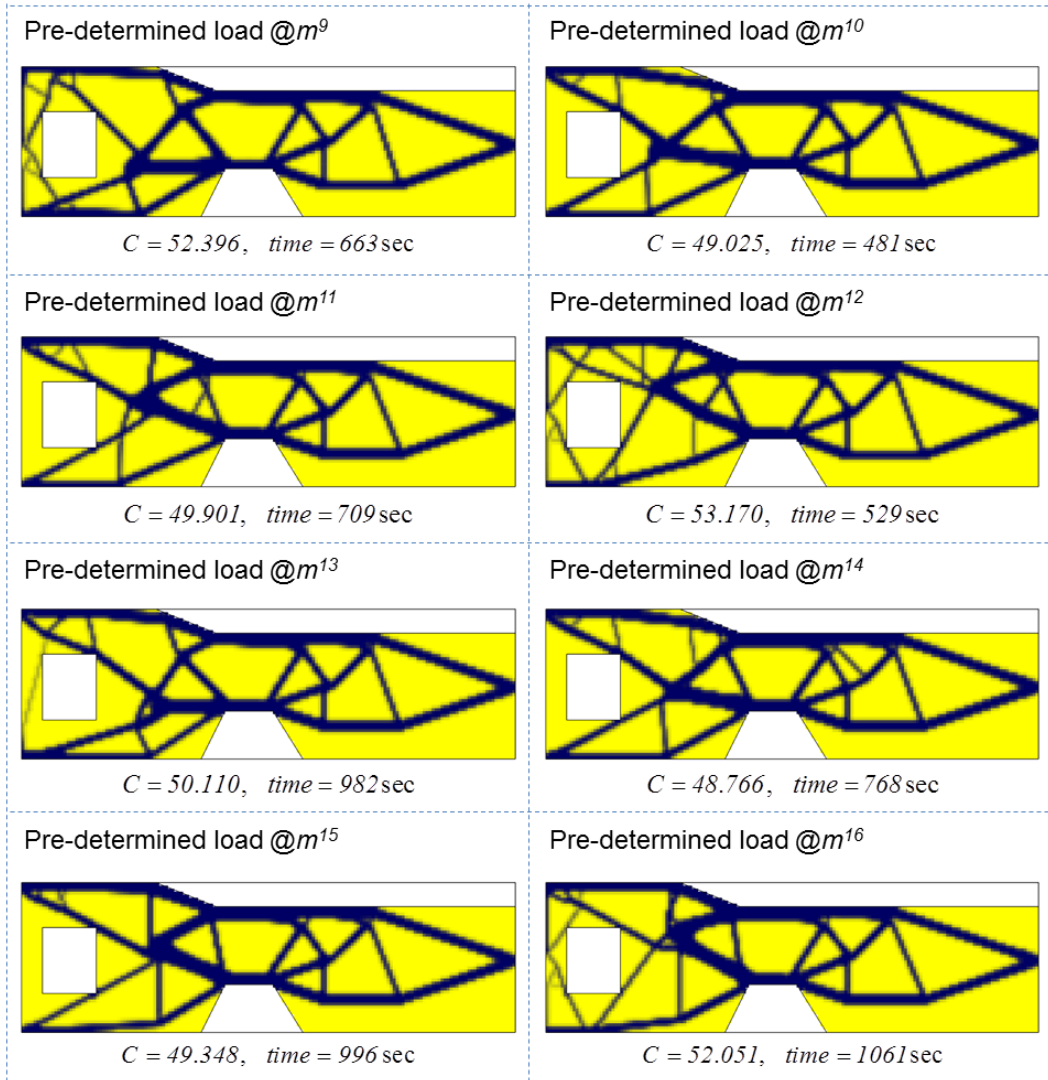 Pre-determined load @m⁹
Pre-determined load @m¹⁰
C = 52.396, time = 663 sec
C = 49.025, time = 481 sec
Pre-determined load @m¹¹
Pre-determined load @m¹²
C = 49.901, time = 709 sec
C = 53.170, time = 529 sec
Pre-determined load @m¹³
Pre-determined load @m¹⁴
C = 50.110, time = 982 sec
C = 48.766, time = 768 sec
Pre-determined load @m¹⁵
Pre-determined load @m¹⁶
C = 49.348, time = 996 sec
C = 52.051, time = 1061 sec